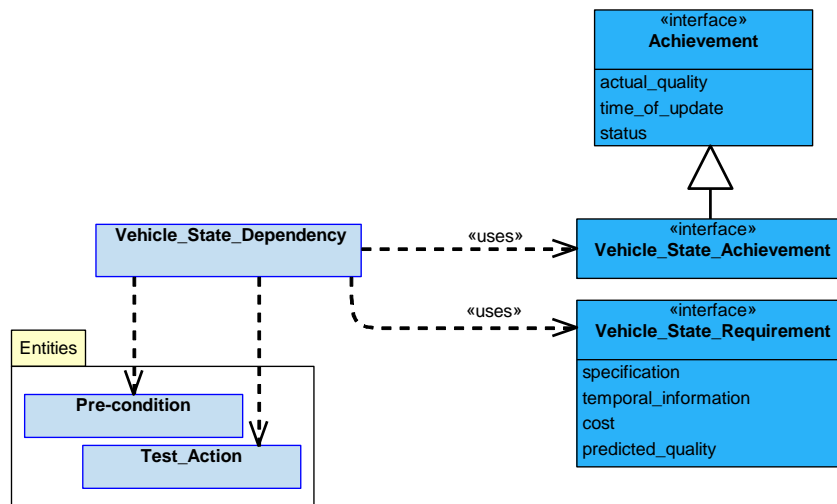 «interface»
Achievement
actual_quality
time_of_update
status
Vehicle_State_Dependency
«uses»
«interface»
Vehicle_State_Achievement
«uses»
«interface»
Vehicle_State_Requirement
specification
temporal_information
cost
predicted_quality
Entities
Pre-condition
Test_Action